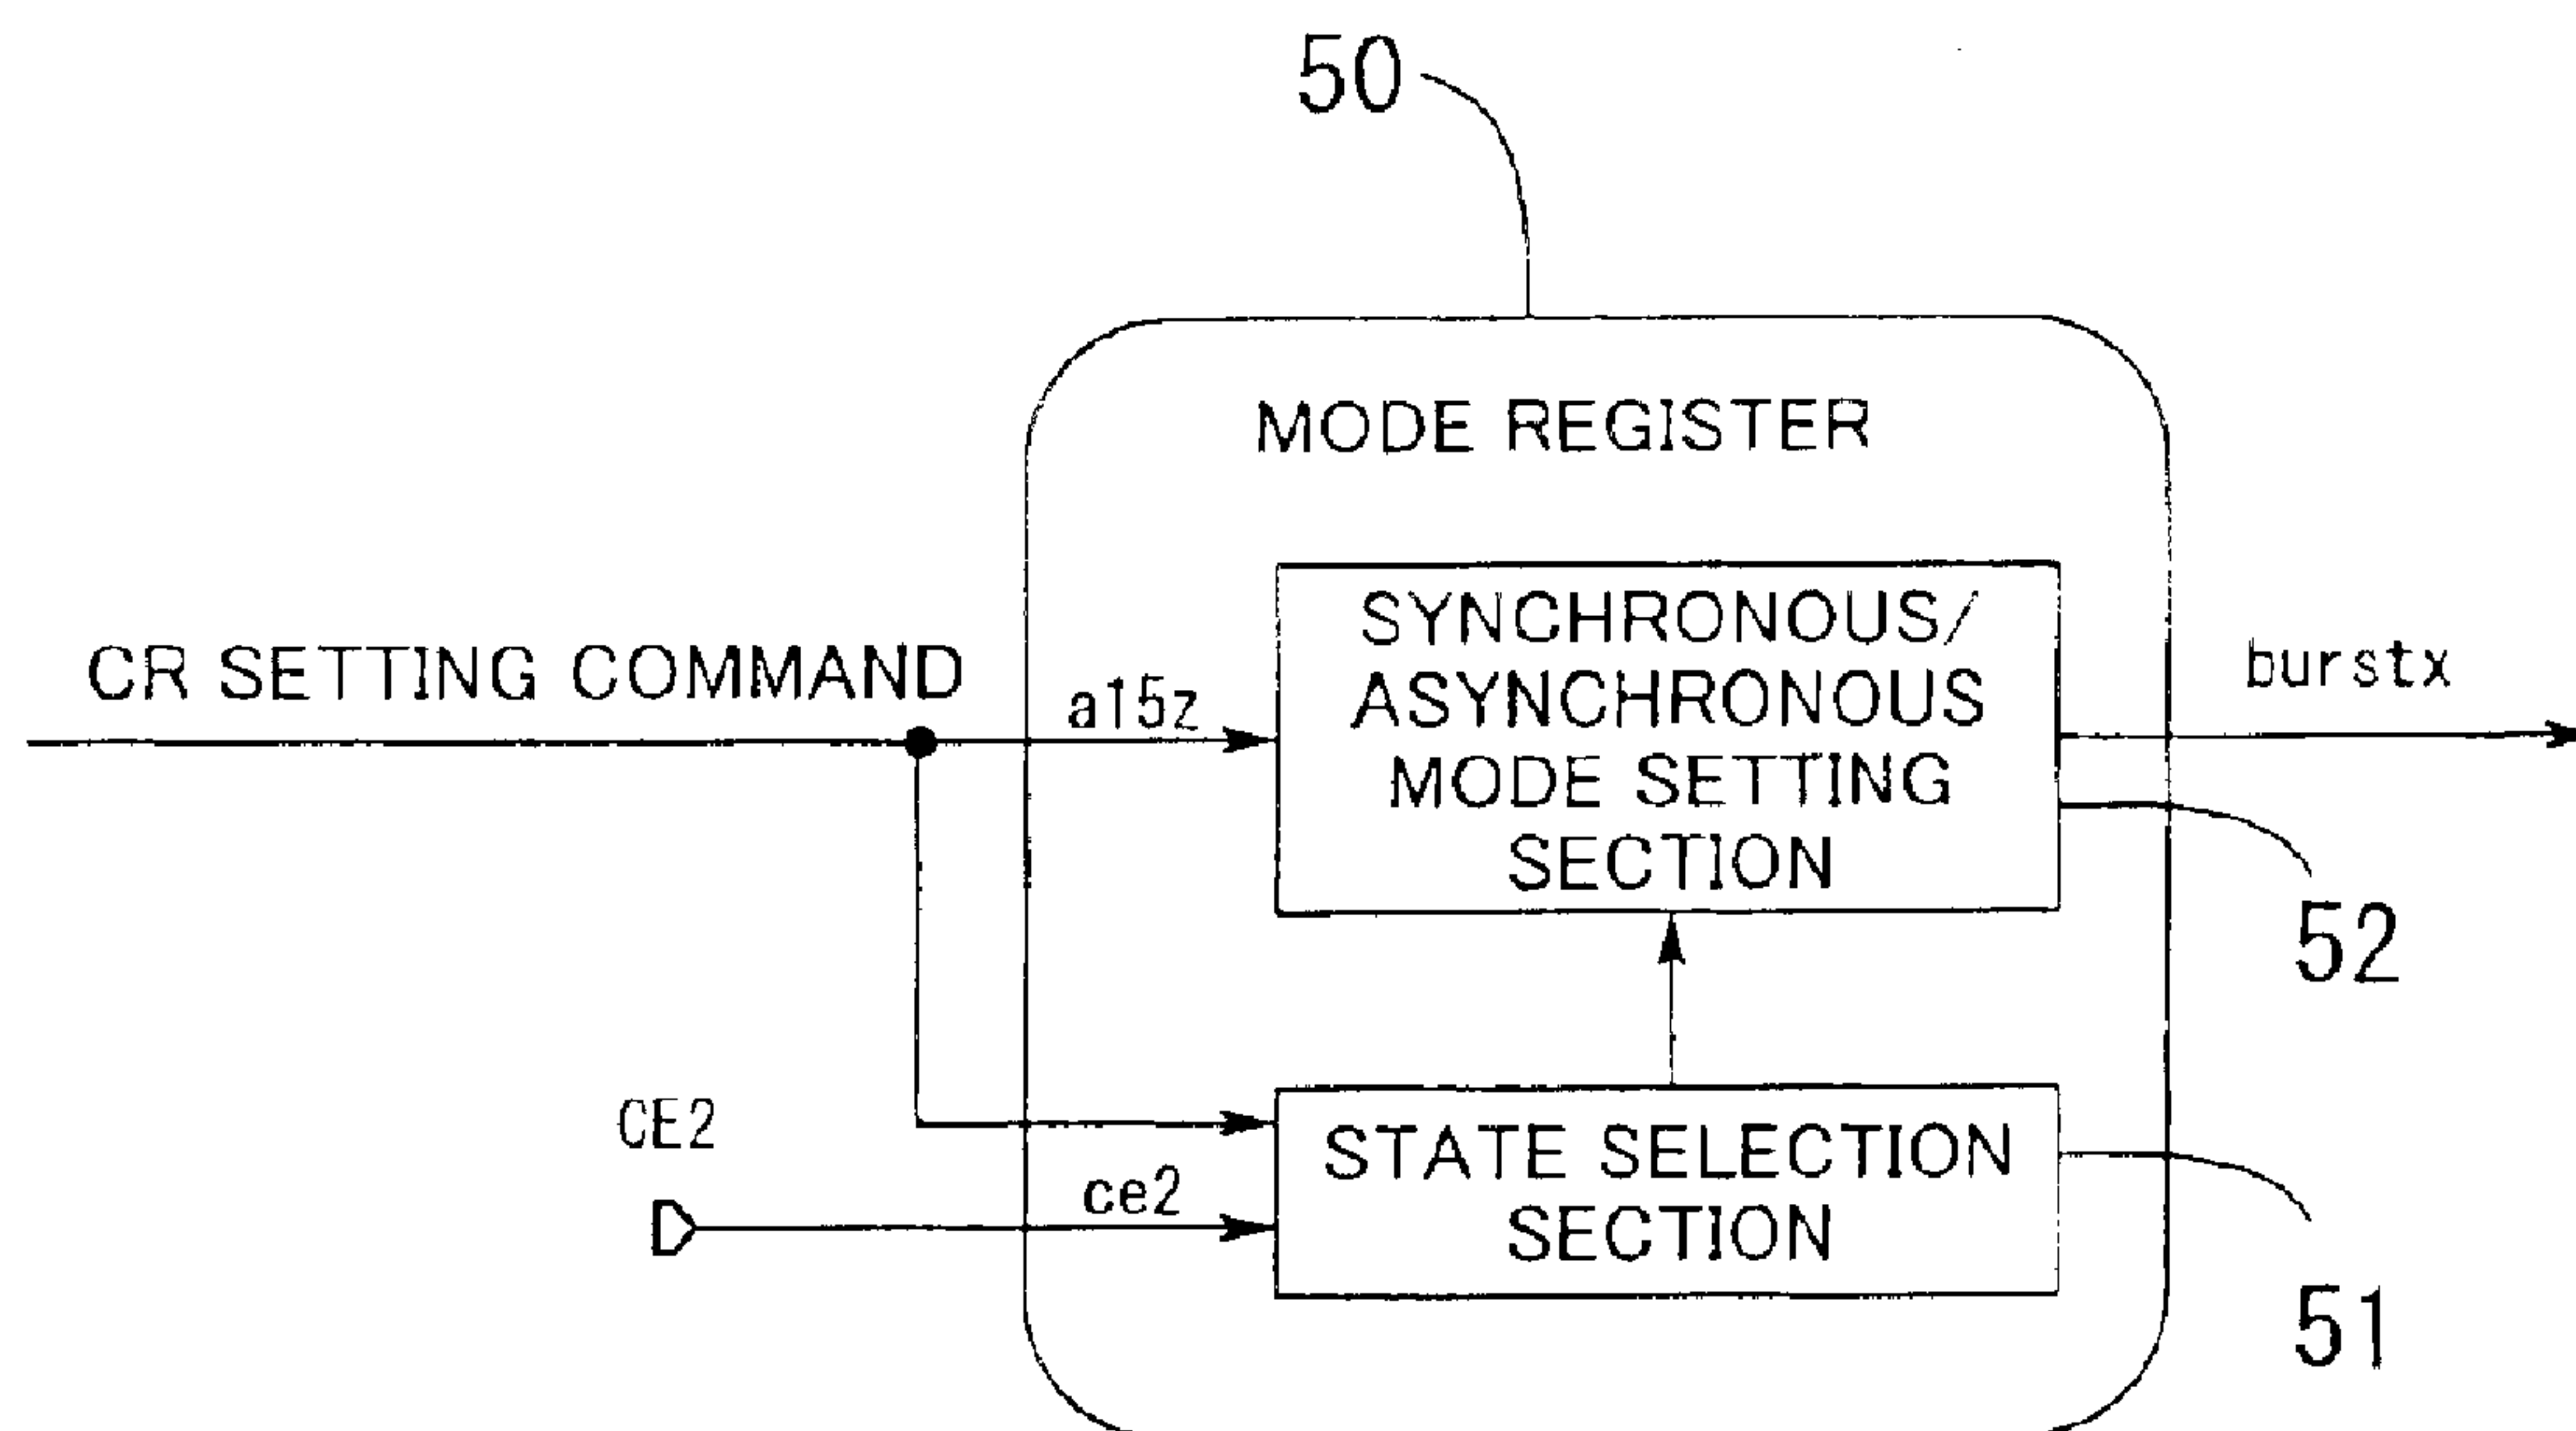 50
MODE REGISTER
SYNCHRONOUS/
ASYNCHRONOUS
MODE SETTING
SECTION
burstx
CR SETTING COMMAND
a15z
52
CE2
ce2
STATE SELECTION
SECTION
51